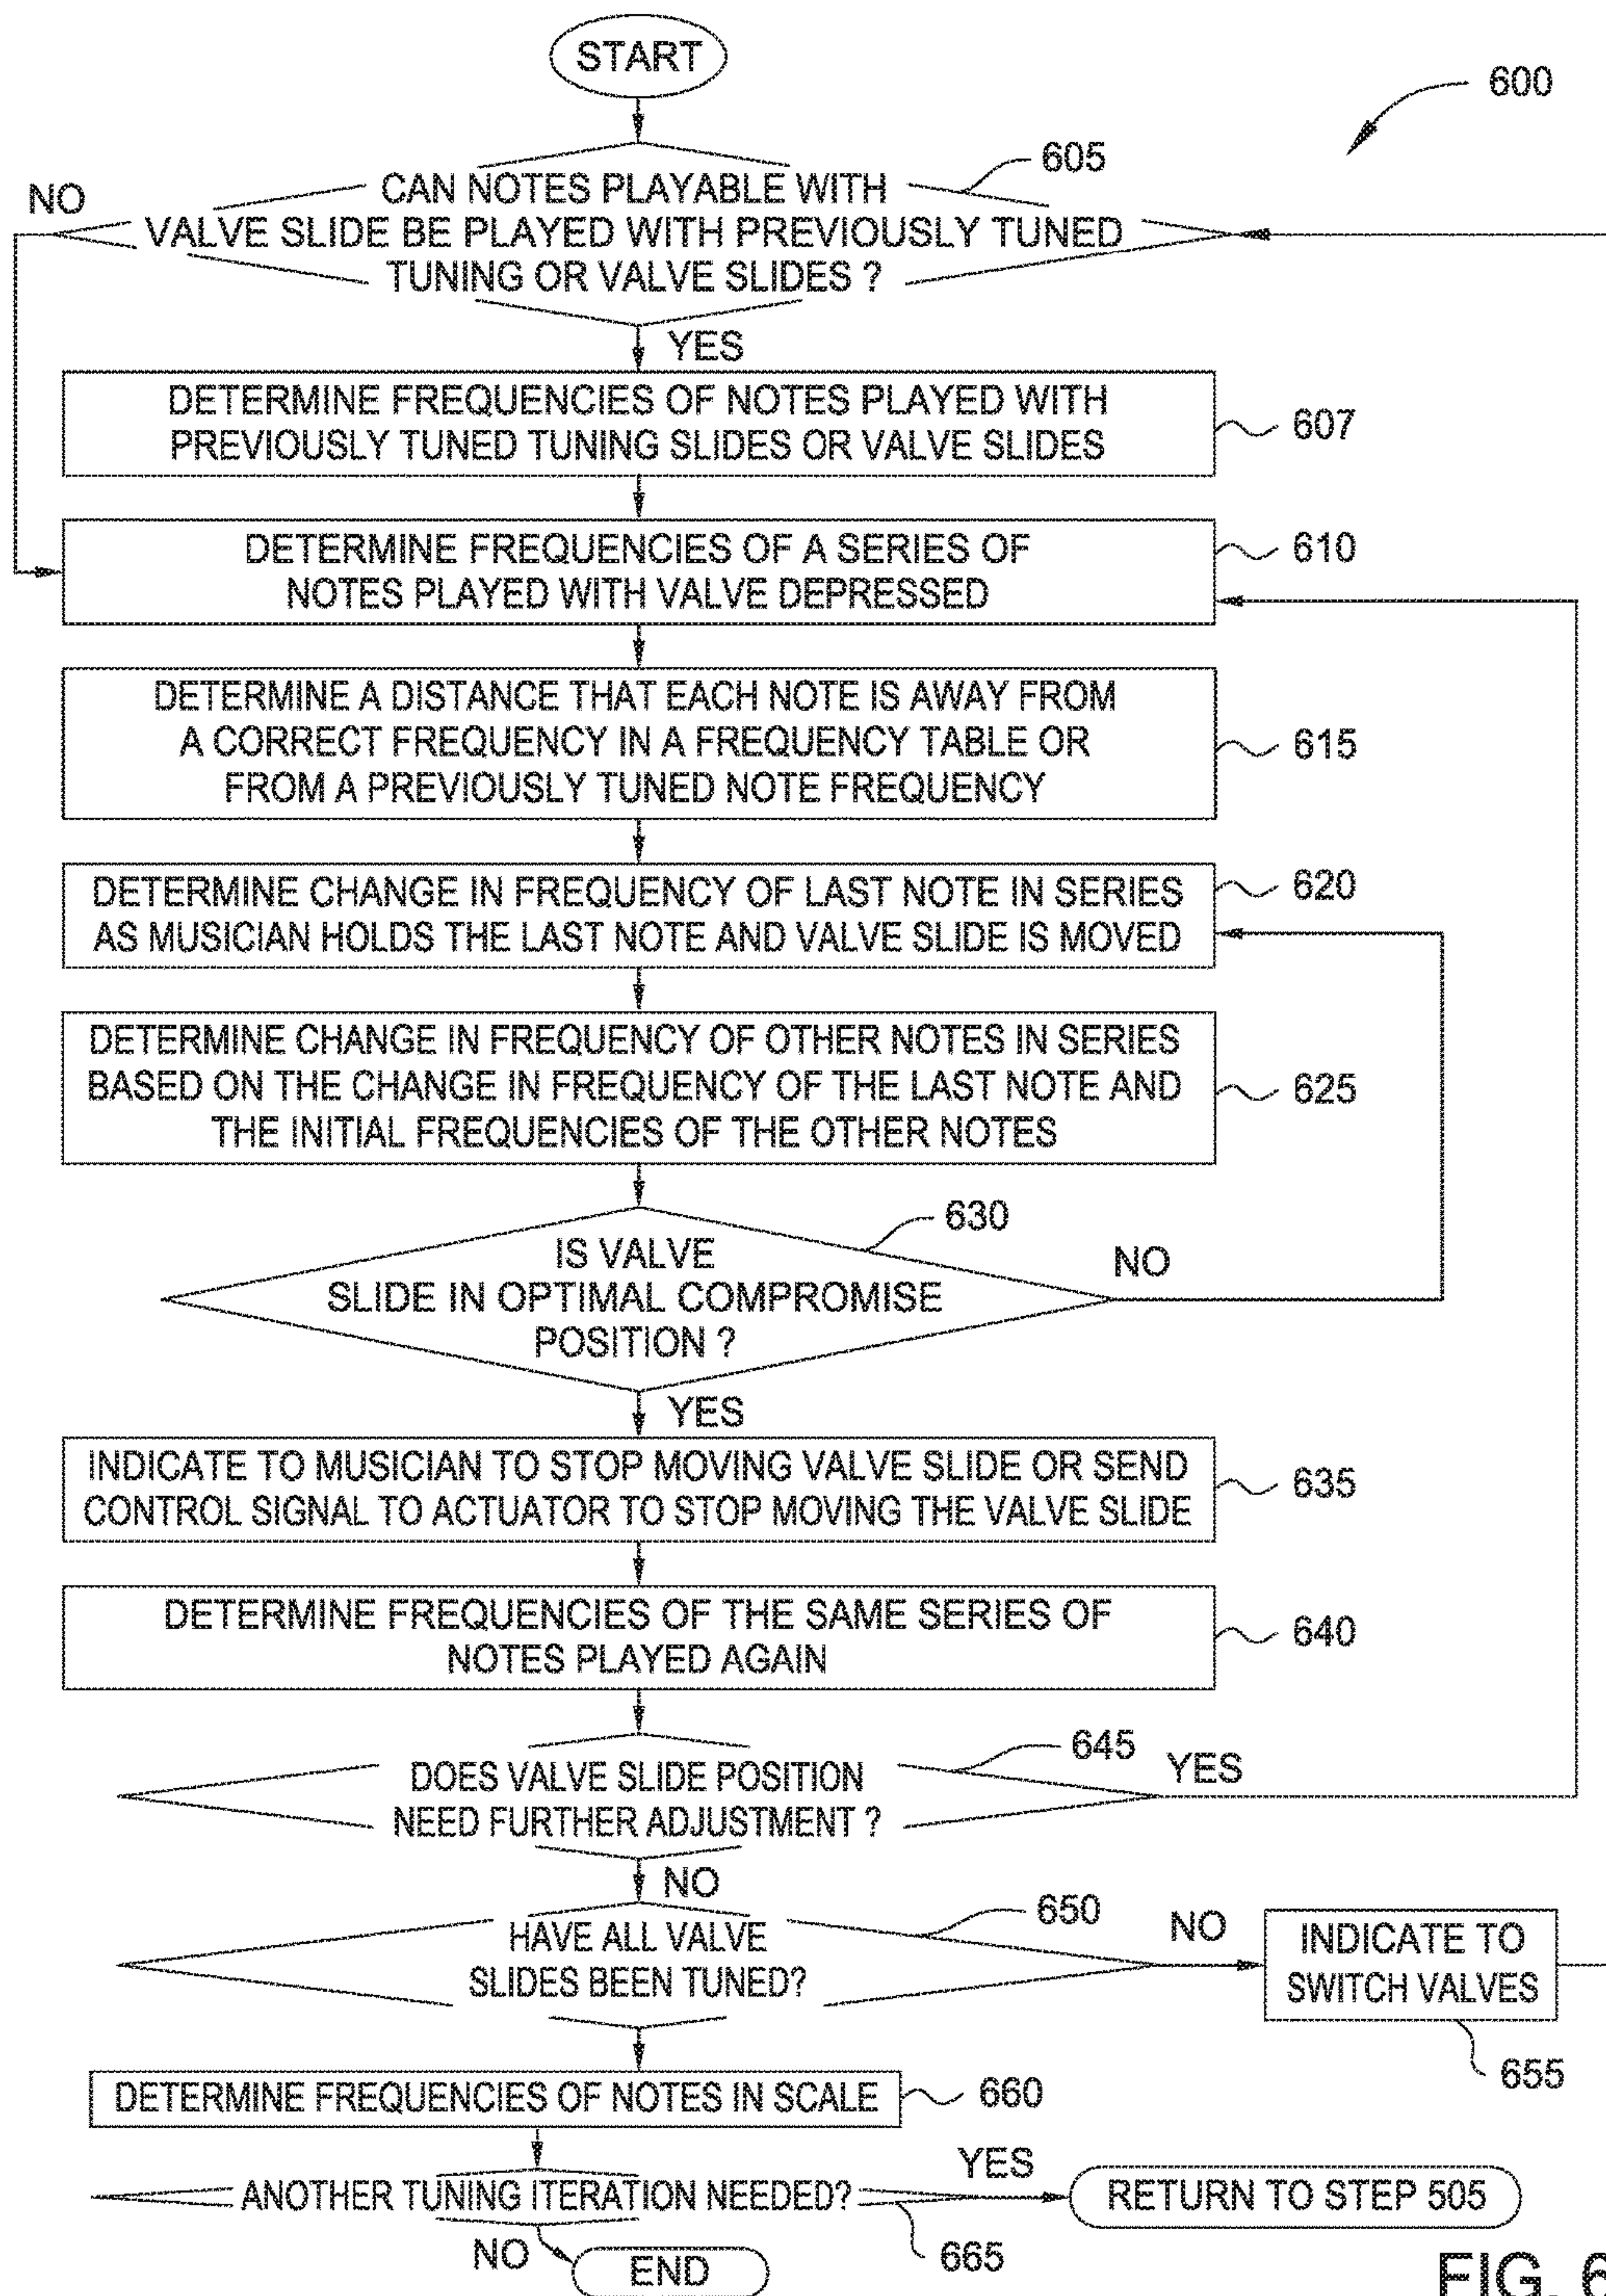 START
600
605
NO
CAN NOTES PLAYABLE WITH
VALVE SLIDE BE PLAYED WITH PREVIOUSLY TUNED
TUNING OR VALVE SLIDES ?
YES
DETERMINE FREQUENCIES OF NOTES PLAYED WITH
PREVIOUSLY TUNED TUNING SLIDES OR VALVE SLIDES
607
DETERMINE FREQUENCIES OF A SERIES OF
NOTES PLAYED WITH VALVE DEPRESSED
610
DETERMINE A DISTANCE THAT EACH NOTE IS AWAY FROM
A CORRECT FREQUENCY IN A FREQUENCY TABLE OR
FROM A PREVIOUSLY TUNED NOTE FREQUENCY
615
DETERMINE CHANGE IN FREQUENCY OF LAST NOTE IN SERIES
AS MUSICIAN HOLDS THE LAST NOTE AND VALVE SLIDE IS MOVED
620
DETERMINE CHANGE IN FREQUENCY OF OTHER NOTES IN SERIES
BASED ON THE CHANGE IN FREQUENCY OF THE LAST NOTE AND
THE INITIAL FREQUENCIES OF THE OTHER NOTES
625
630
IS VALVE
SLIDE IN OPTIMAL COMPROMISE
POSITION ?
NO
YES
INDICATE TO MUSICIAN TO STOP MOVING VALVE SLIDE OR SEND
CONTROL SIGNAL TO ACTUATOR TO STOP MOVING THE VALVE SLIDE
635
DETERMINE FREQUENCIES OF THE SAME SERIES OF
NOTES PLAYED AGAIN
640
645
DOES VALVE SLIDE POSITION
NEED FURTHER ADJUSTMENT ?
YES
NO
650
HAVE ALL VALVE
SLIDES BEEN TUNED?
NO
INDICATE TO
SWITCH VALVES
655
DETERMINE FREQUENCIES OF NOTES IN SCALE
660
ANOTHER TUNING ITERATION NEEDED?
YES
RETURN TO STEP 505
665
NO
END
FIG. 6